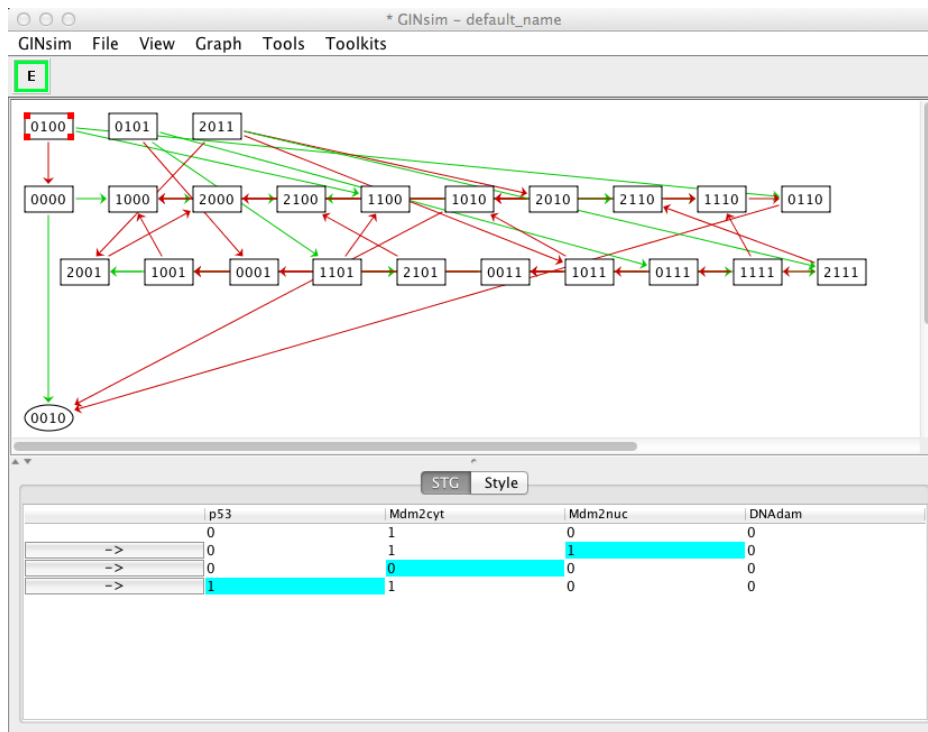 * GINsim - default_name
GINsim File View Graph Tools Toolkits
E
0100 0101 2011
0000 1000 2000 2100 1100 1010 2010 2110 1110 0110
2001 1001 0001 1101 2101 0011 1011 0111 1111 2111
0010
STG Style
p53 Mdm2cyt Mdm2nuc DNAdam
0 1 0 0
-> 0 1 1 0
-> 0 0 0 0
-> 1 1 0 0